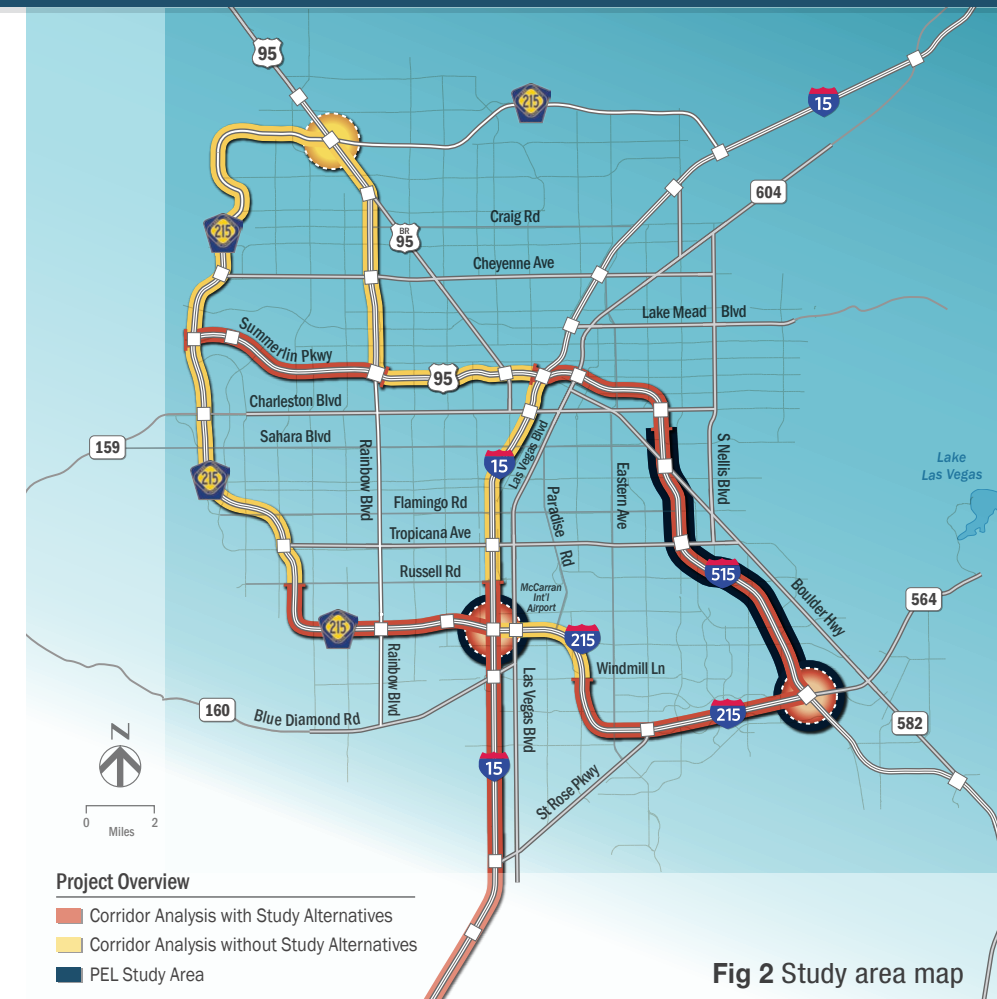 95
215
15
604
Craig Rd
BR
95
215
Cheyenne Ave
Lake Mead Blvd
Summerlin Pkwy
95
Charleston Blvd
159
Sahara Blvd
Rainbow Blvd
15
Las Vegas Blvd
Eastern Ave
S Nellis Blvd
Lake
Las Vegas
215
Flamingo Rd
Paradise Rd
Tropicana Ave
Russell Rd
515
McCarran
Int'l
Airport
Boulder Hwy
564
215
215
Rainbow Blvd
Las Vegas Blvd
Windmill Ln
160
Blue Diamond Rd
215
582
N
15
St Rose Pkwy
0 2
Miles
Project Overview
Corridor Analysis with Study Alternatives
Corridor Analysis without Study Alternatives
PEL Study Area
Fig 2 Study area map